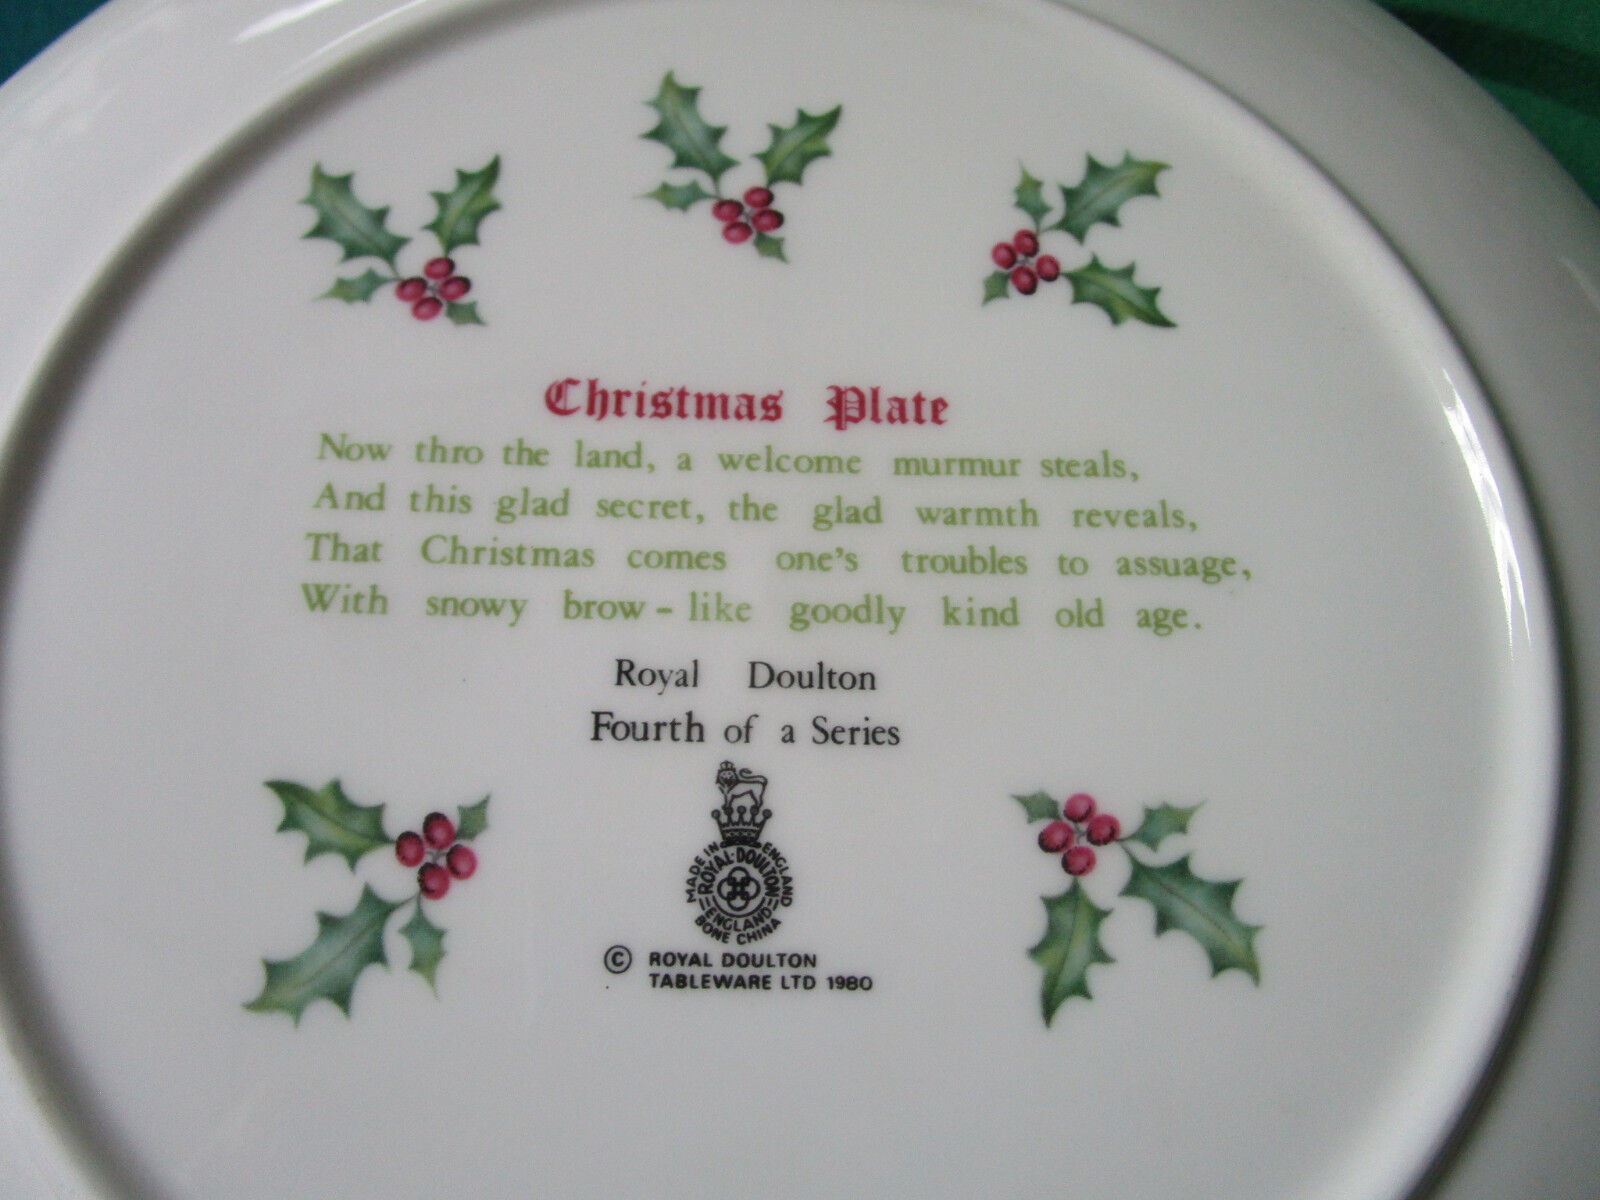 Christmas Plate
Now thro the land, a welcome murmur steals,
And this glad secret, the glad warmth reveals,
That Christmas comes one's troubles to assuage,
With snowy brow - like goodly kind old age.
Royal Doulton
Fourth of a Series
MADE IN ENGLAND
ROYAL·DOULTON
ENGLAND
BONE CHINA
© ROYAL DOULTON
TABLEWARE LTD 1980